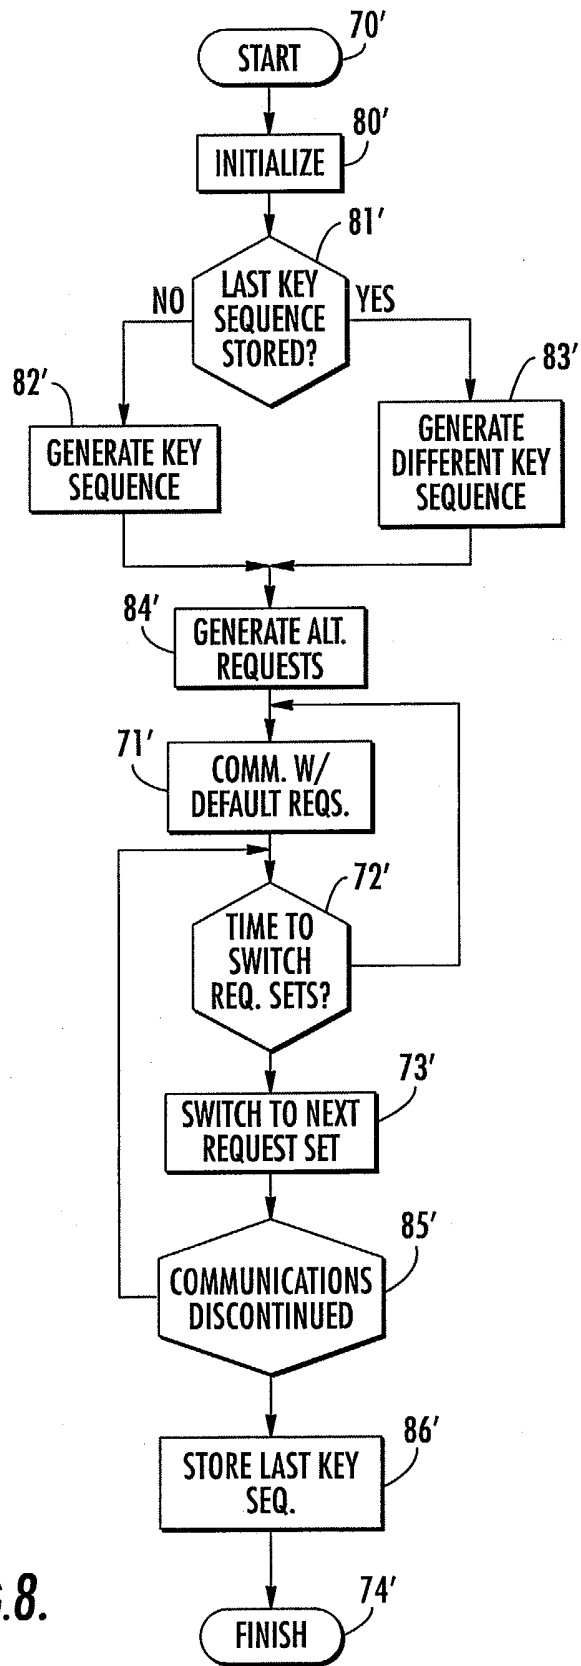 70'
START
80'
INITIALIZE
81'
LAST KEY
SEQUENCE
STORED?
NO
YES
82'
GENERATE KEY
SEQUENCE
83'
GENERATE
DIFFERENT KEY
SEQUENCE
84'
GENERATE ALT.
REQUESTS
71'
COMM. W/
DEFAULT REQS.
72'
TIME TO
SWITCH
REQ. SETS?
73'
SWITCH TO NEXT
REQUEST SET
85'
COMMUNICATIONS
DISCONTINUED
86'
STORE LAST KEY
SEQ.
74'
FINISH
.8.